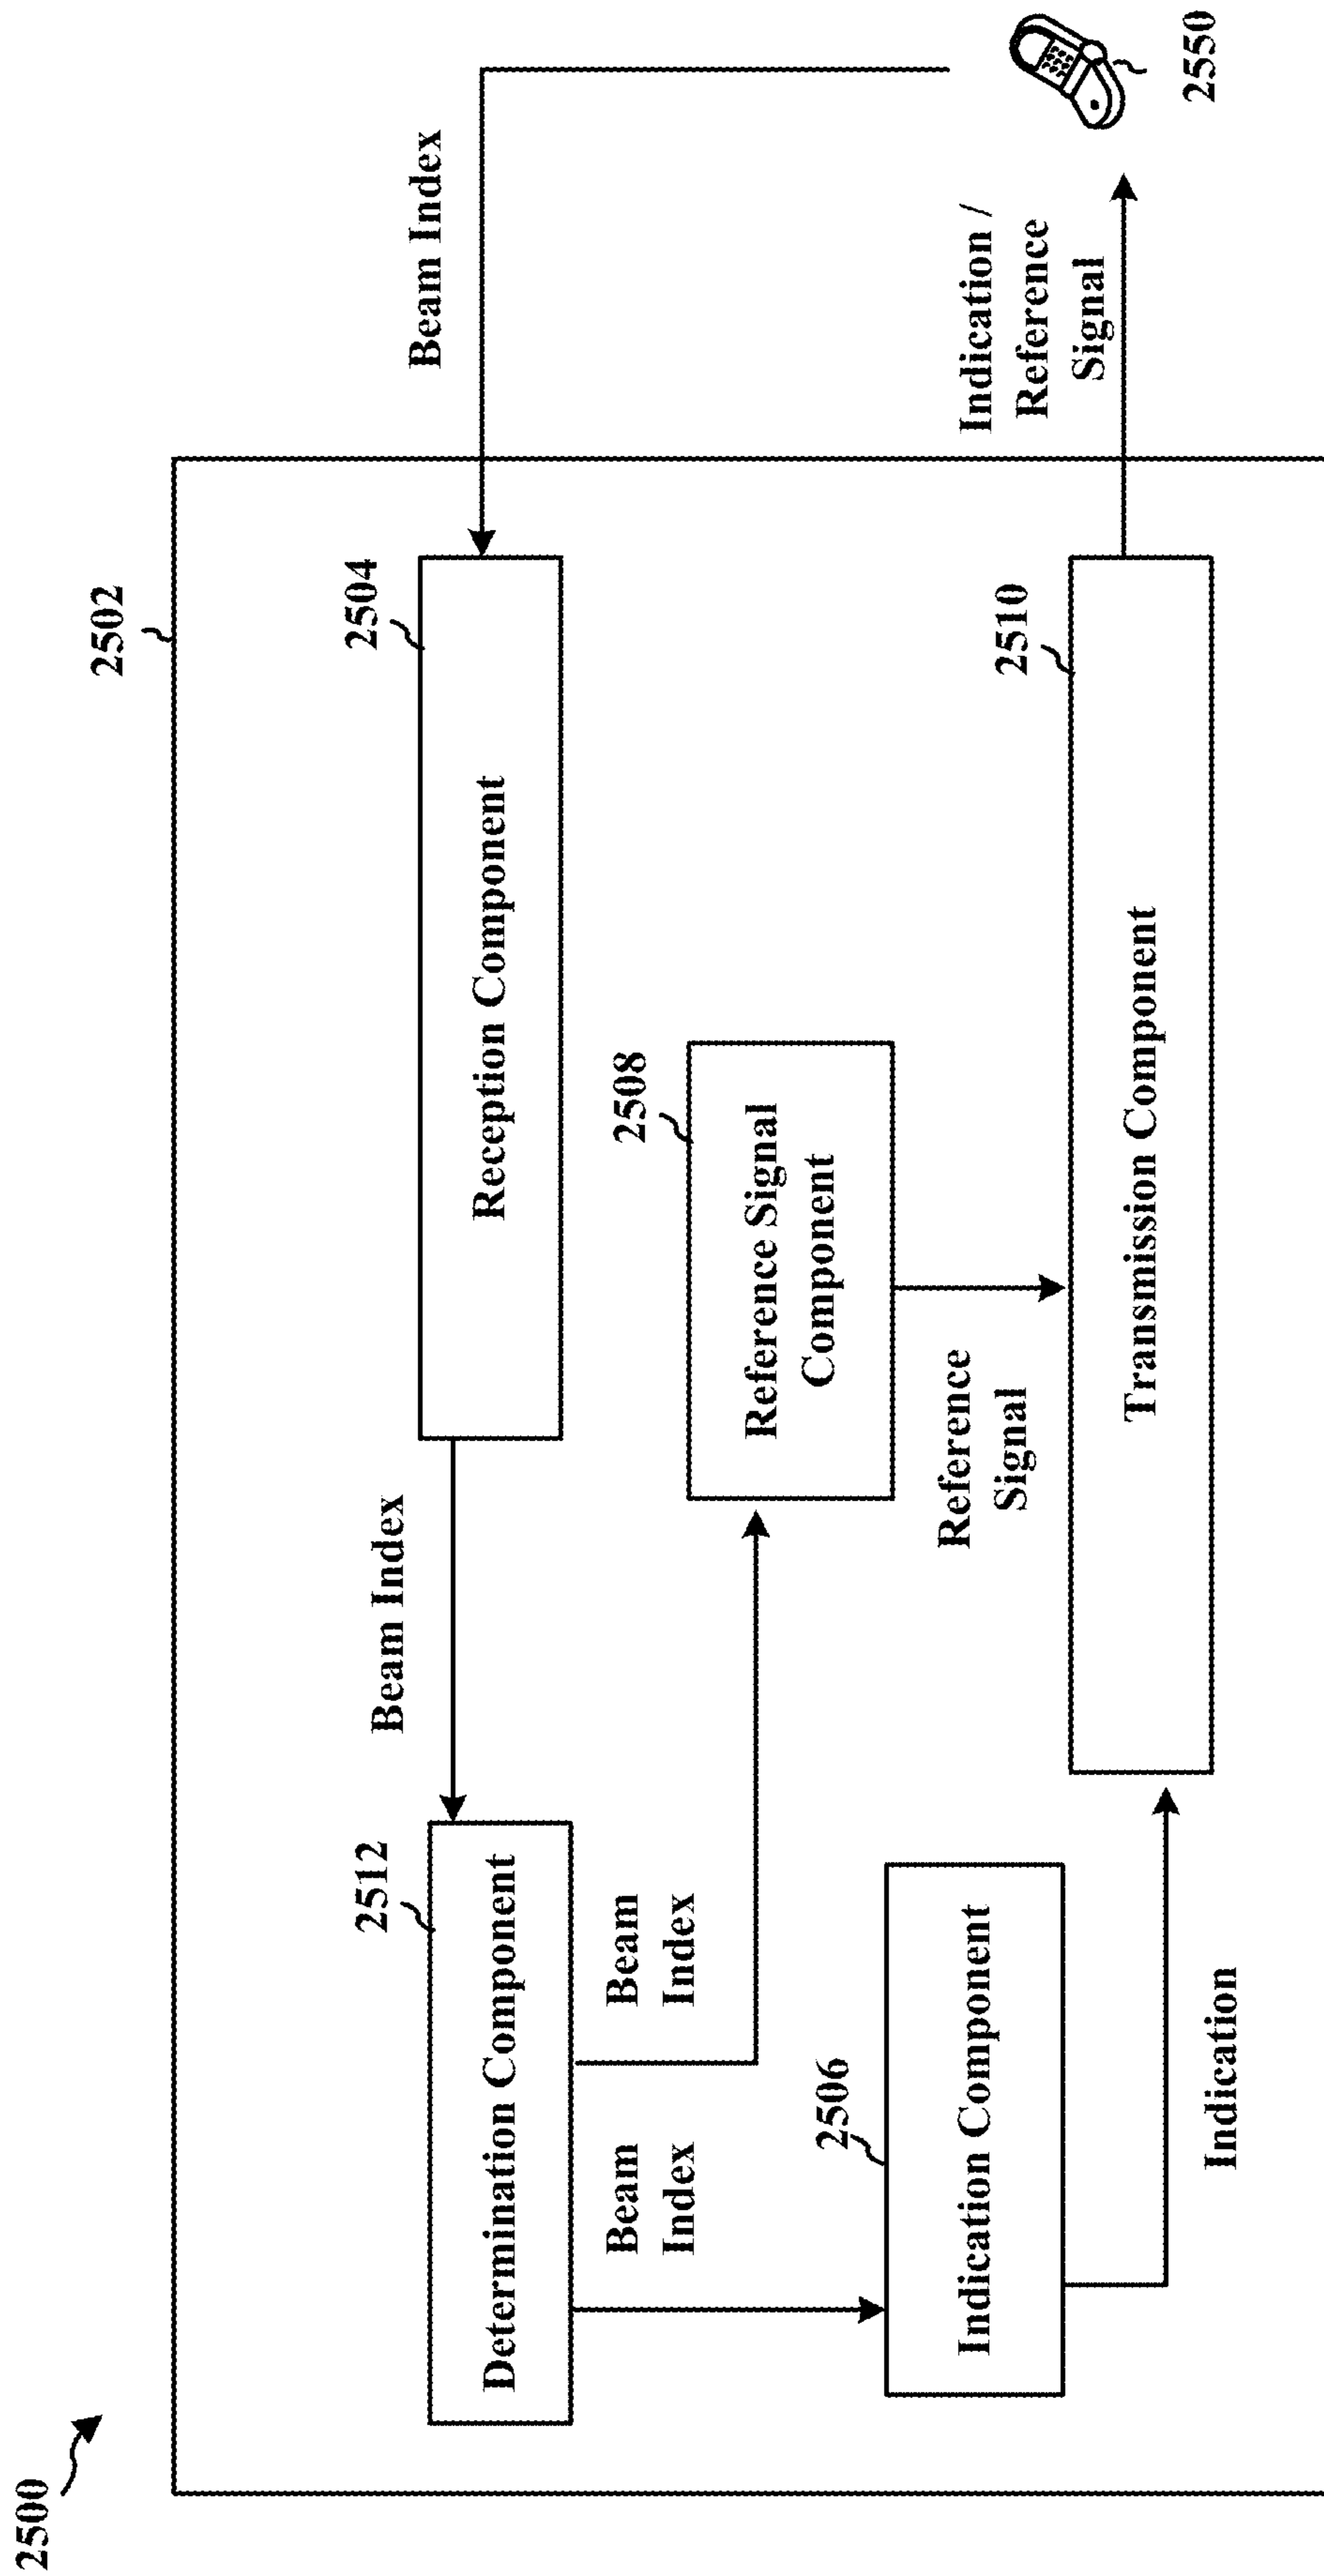 2500
2502
Beam Index
2504
Reception Component
Beam Index
2512
Determination Component
Beam
Index
Beam
Index
2508
Reference Signal
Component
2506
Indication Component
Reference
Signal
2510
Transmission Component
Indication
Indication /
Reference
Signal
2550